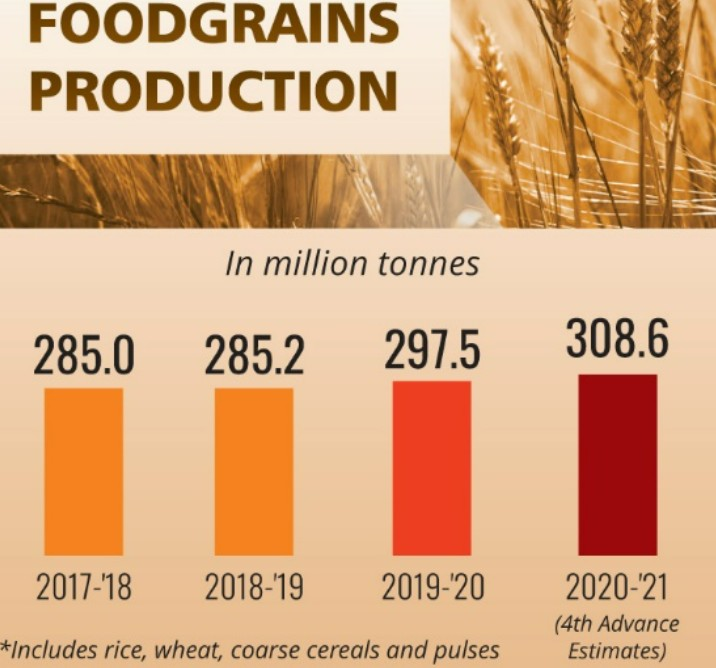 FOODGRAINS
PRODUCTION
In million tonnes
285.0 285.2 297.5 308.6
2017-'18 2018-'19 2019-'20 2020-'21
(4th Advance
Estimates)
*Includes rice, wheat, coarse cereals and pulses